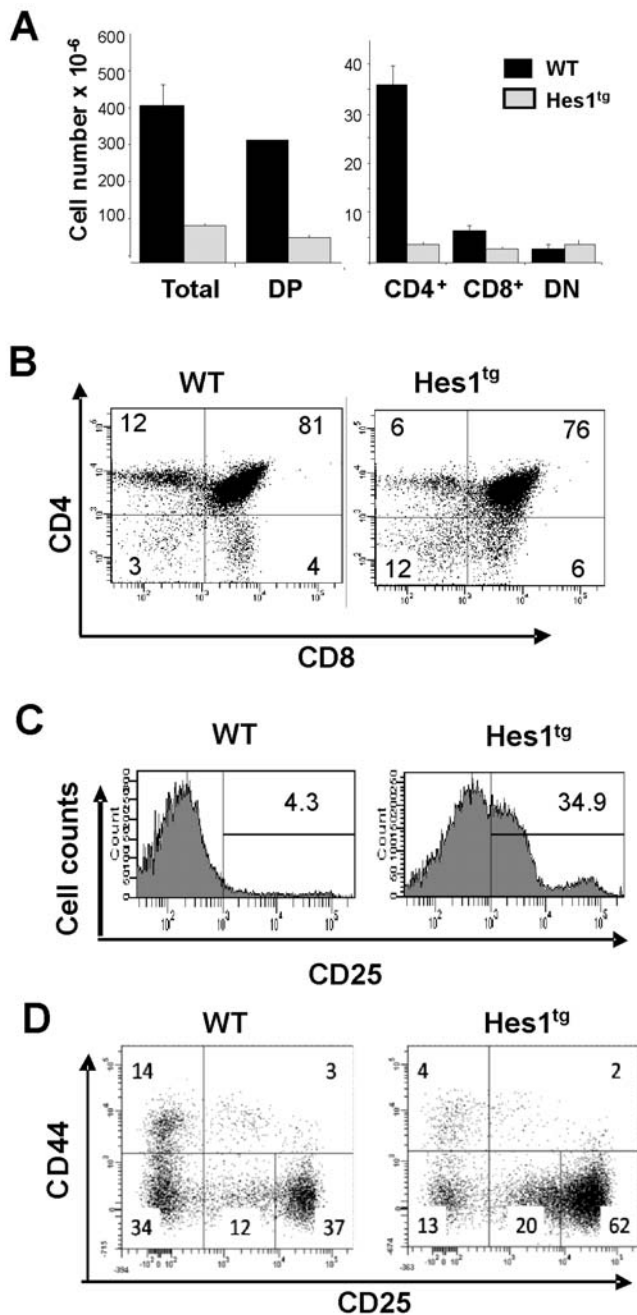 A
Cell number x 10-6
600
500
400
300
200
100
40
30
20
10
WT
Hes1tg
Total DP
CD4+ CD8+ DN
B
WT Hes1tg
12 81
3 4
6 76
12 6
CD4
CD8
C
WT Hes1tg
4.3
34.9
Cell counts
Count
Count
CD25
D
WT Hes1tg
14 3
34 12 37
4 2
13 20 62
CD44
CD25